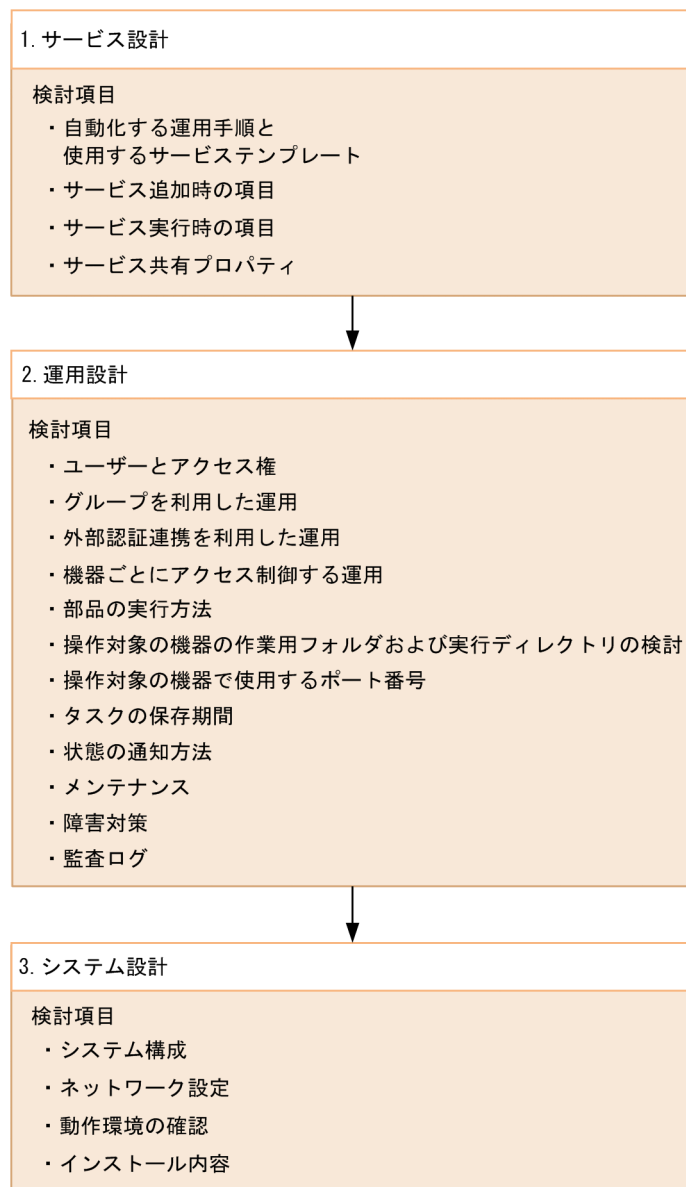 1. サービス設計
検討項目
・自動化する運用手順と
使用するサービステンプレート
・サービス追加時の項目
・サービス実行時の項目
・サービス共有プロパティ
2. 運用設計
検討項目
・ユーザーとアクセス権
・グループを利用した運用
・外部認証連携を利用した運用
・機器ごとにアクセス制御する運用
・部品の実行方法
・操作対象の機器の作業用フォルダおよび実行ディレクトリの検討
・操作対象の機器で使用するポート番号
・タスクの保存期間
・状態の通知方法
・メンテナンス
・障害対策
・監査ログ
3. システム設計
検討項目
・システム構成
・ネットワーク設定
・動作環境の確認
・インストール内容